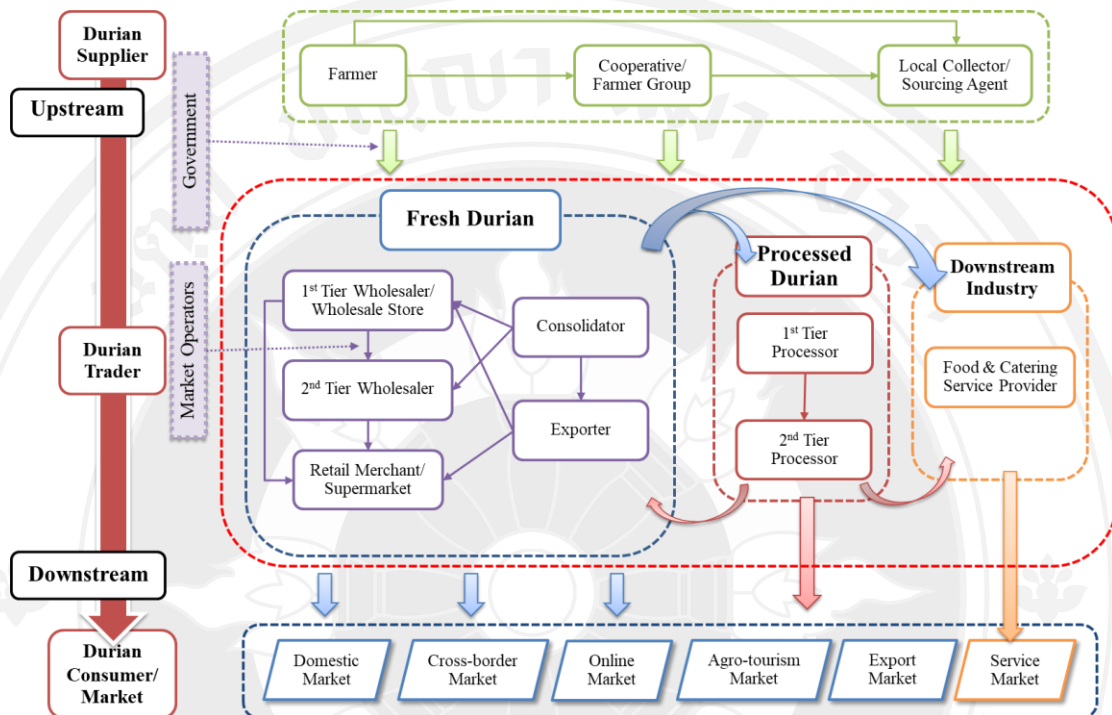 Durian
Supplier
Upstream
Government
Farmer
Cooperative/
Farmer Group
Local Collector/
Sourcing Agent
Fresh Durian
Processed
Durian
Downstream
Industry
Market Operators
Durian
Trader
1st Tier Wholesaler/
Wholesale Store
2nd Tier Wholesaler
Retail Merchant/
Supermarket
Consolidator
Exporter
1st Tier
Processor
2nd Tier
Processor
Food & Catering
Service Provider
Downstream
Durian
Consumer/
Market
Domestic
Market
Cross-border
Market
Online
Market
Agro-tourism
Market
Export
Market
Service
Market